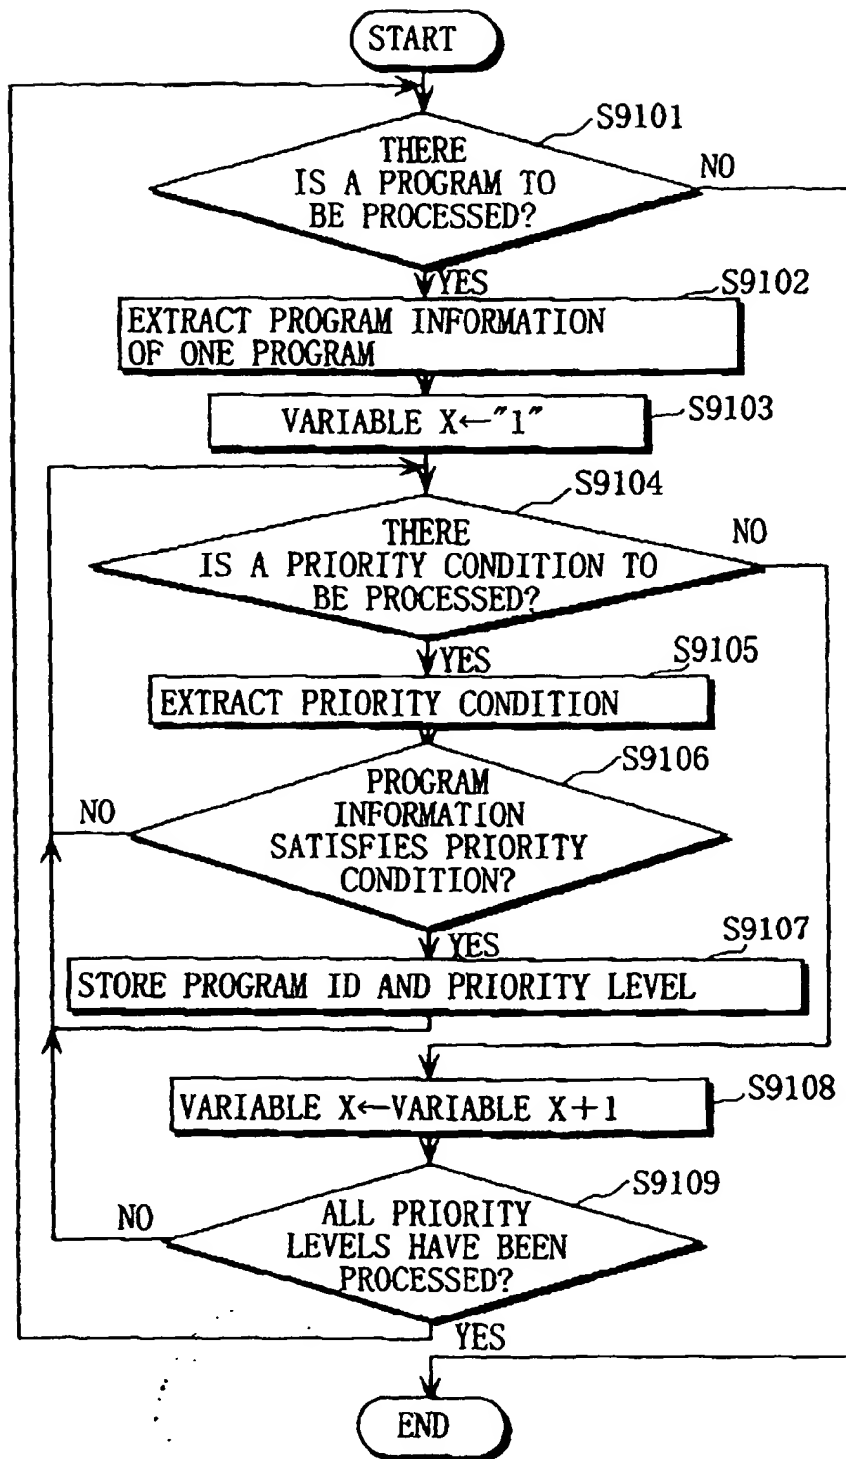 START
S9101
THERE
IS A PROGRAM TO
BE PROCESSED?
NO
YES
S9102
EXTRACT PROGRAM INFORMATION
OF ONE PROGRAM
S9103
VARIABLE X←"1"
S9104
THERE
IS A PRIORITY CONDITION TO
BE PROCESSED?
NO
YES
S9105
EXTRACT PRIORITY CONDITION
S9106
PROGRAM
INFORMATION
SATISFIES PRIORITY
CONDITION?
NO
YES
S9107
STORE PROGRAM ID AND PRIORITY LEVEL
S9108
VARIABLE X←VARIABLE X+1
S9109
ALL PRIORITY
LEVELS HAVE BEEN
PROCESSED?
NO
YES
END